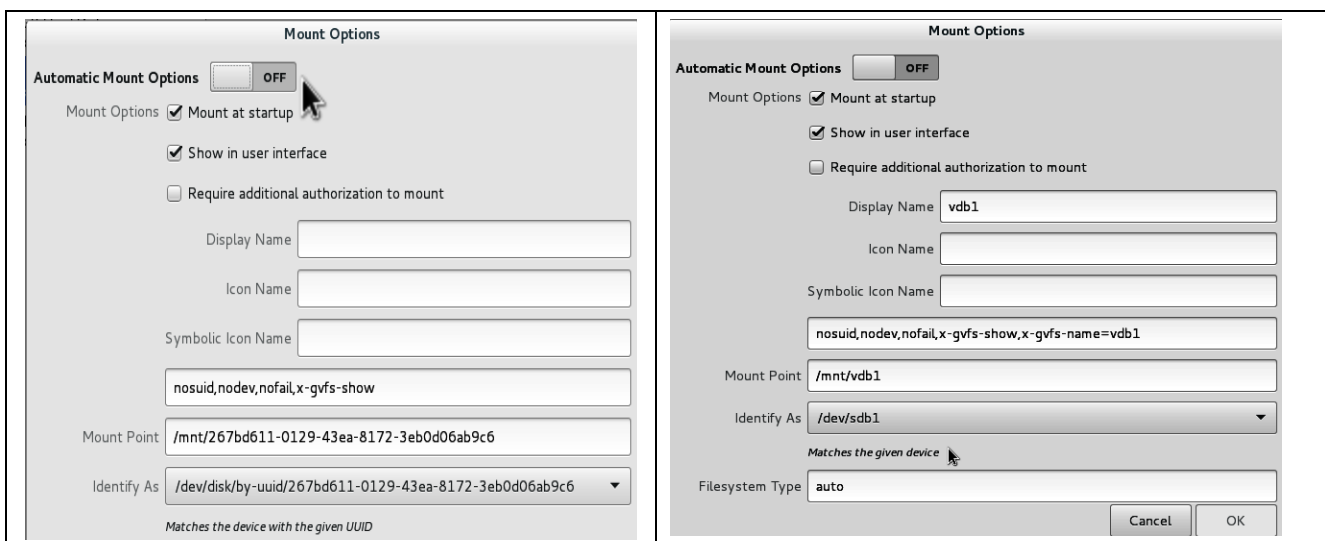 Mount Options
Automatic Mount Options OFF
Mount Options Mount at startup
Show in user interface
Require additional authorization to mount
Display Name
Icon Name
Symbolic Icon Name
nosuid,nodev,nofail,x-gvfs-show
Mount Point /mnt/267bd611-0129-43ea-8172-3eb0d06ab9c6
Identify As /dev/disk/by-uuid/267bd611-0129-43ea-8172-3eb0d06ab9c6
Matches the device with the given UUID
Mount Options
Automatic Mount Options OFF
Mount Options Mount at startup
Show in user interface
Require additional authorization to mount
Display Name vdb1
Icon Name
Symbolic Icon Name
nosuid,nodev,nofail,x-gvfs-show,x-gvfs-name=vdb1
Mount Point /mnt/vdb1
Identify As /dev/sdb1
Matches the given device
Filesystem Type auto
Cancel OK